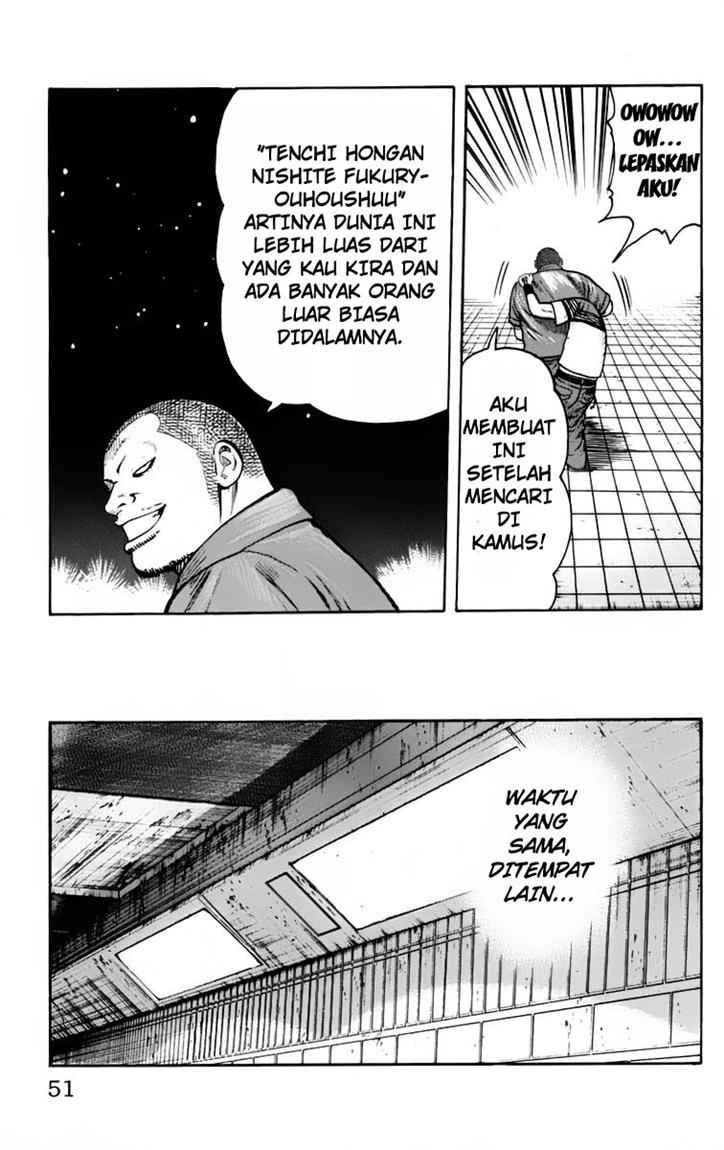 OWOWOW
OW...
LEPASKAN
AKU!
AKU
MEMBUAT
INI
SETELAH
MENCARI
DI
KAMUS!
"TENCHI HONGAN
NISHITE FUKURY-
OUHOUSHUU"
ARTINYA DUNIA INI
LEBIH LUAS DARI
YANG KAU KIRA DAN
ADA BANYAK ORANG
LUAR BIASA
DIDALAMNYA.
WAKTU
YANG
SAMA,
DITEMPAT
LAIN...
51